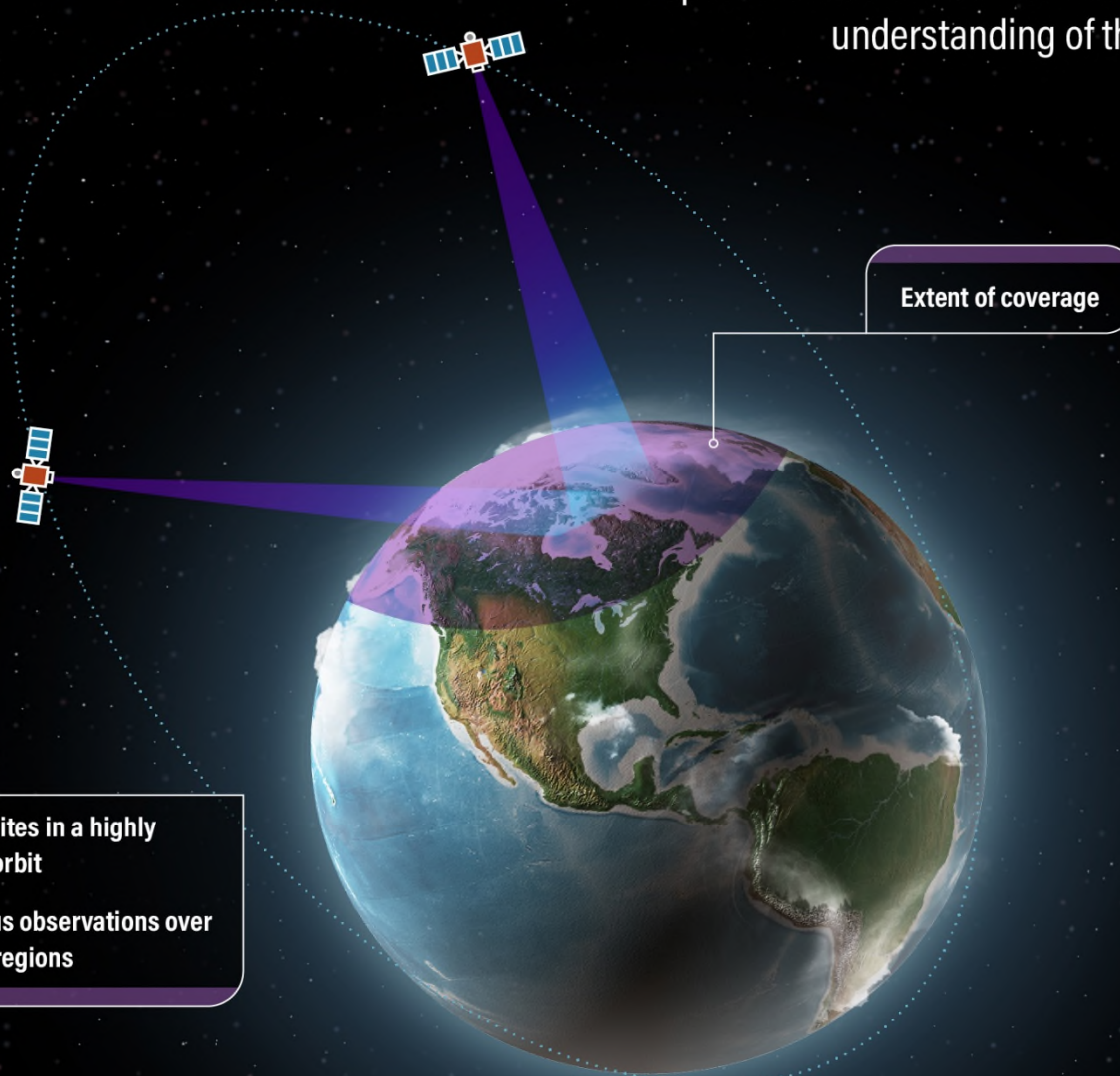 understanding of th
Extent of coverage
ites in a highly
orbit
us observations over
regions